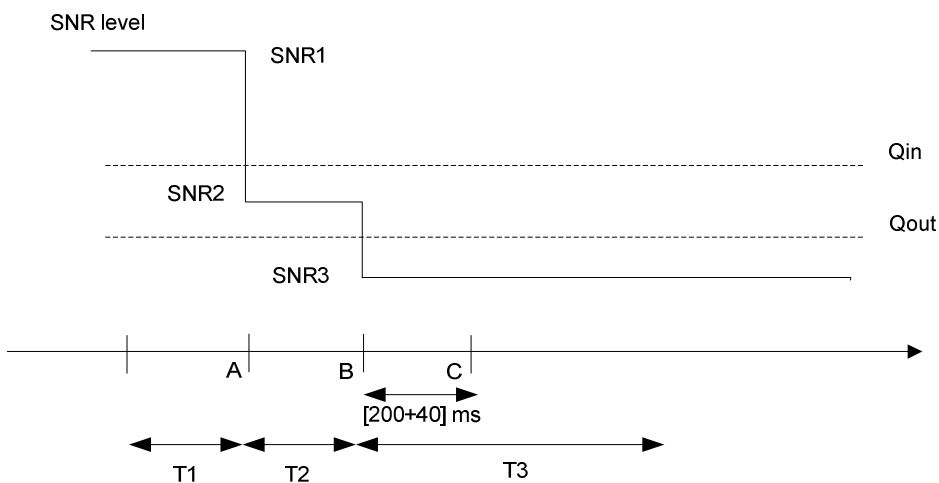 SNR level
SNR1
Qin
SNR2
Qout
SNR3
A
B
C
[200+40] ms
T1
T2
T3